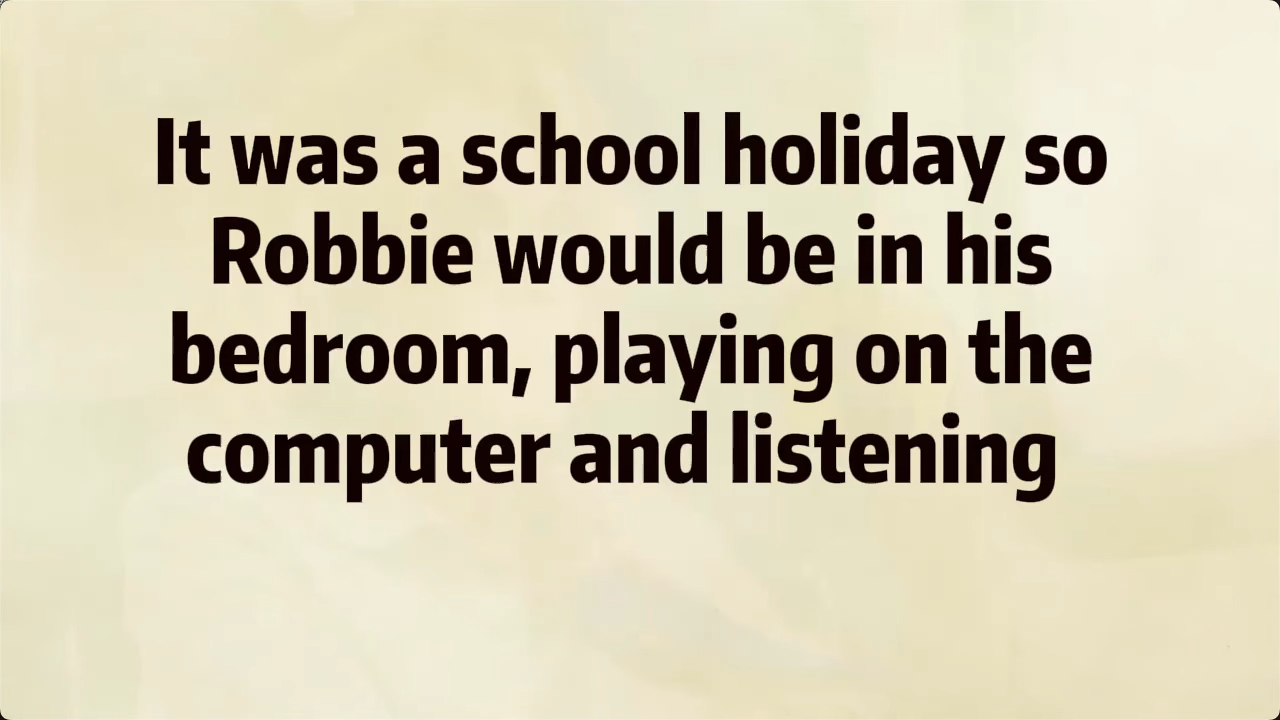 It was a school holiday so
Robbie would be in his
bedroom, playing on the
computer and listening